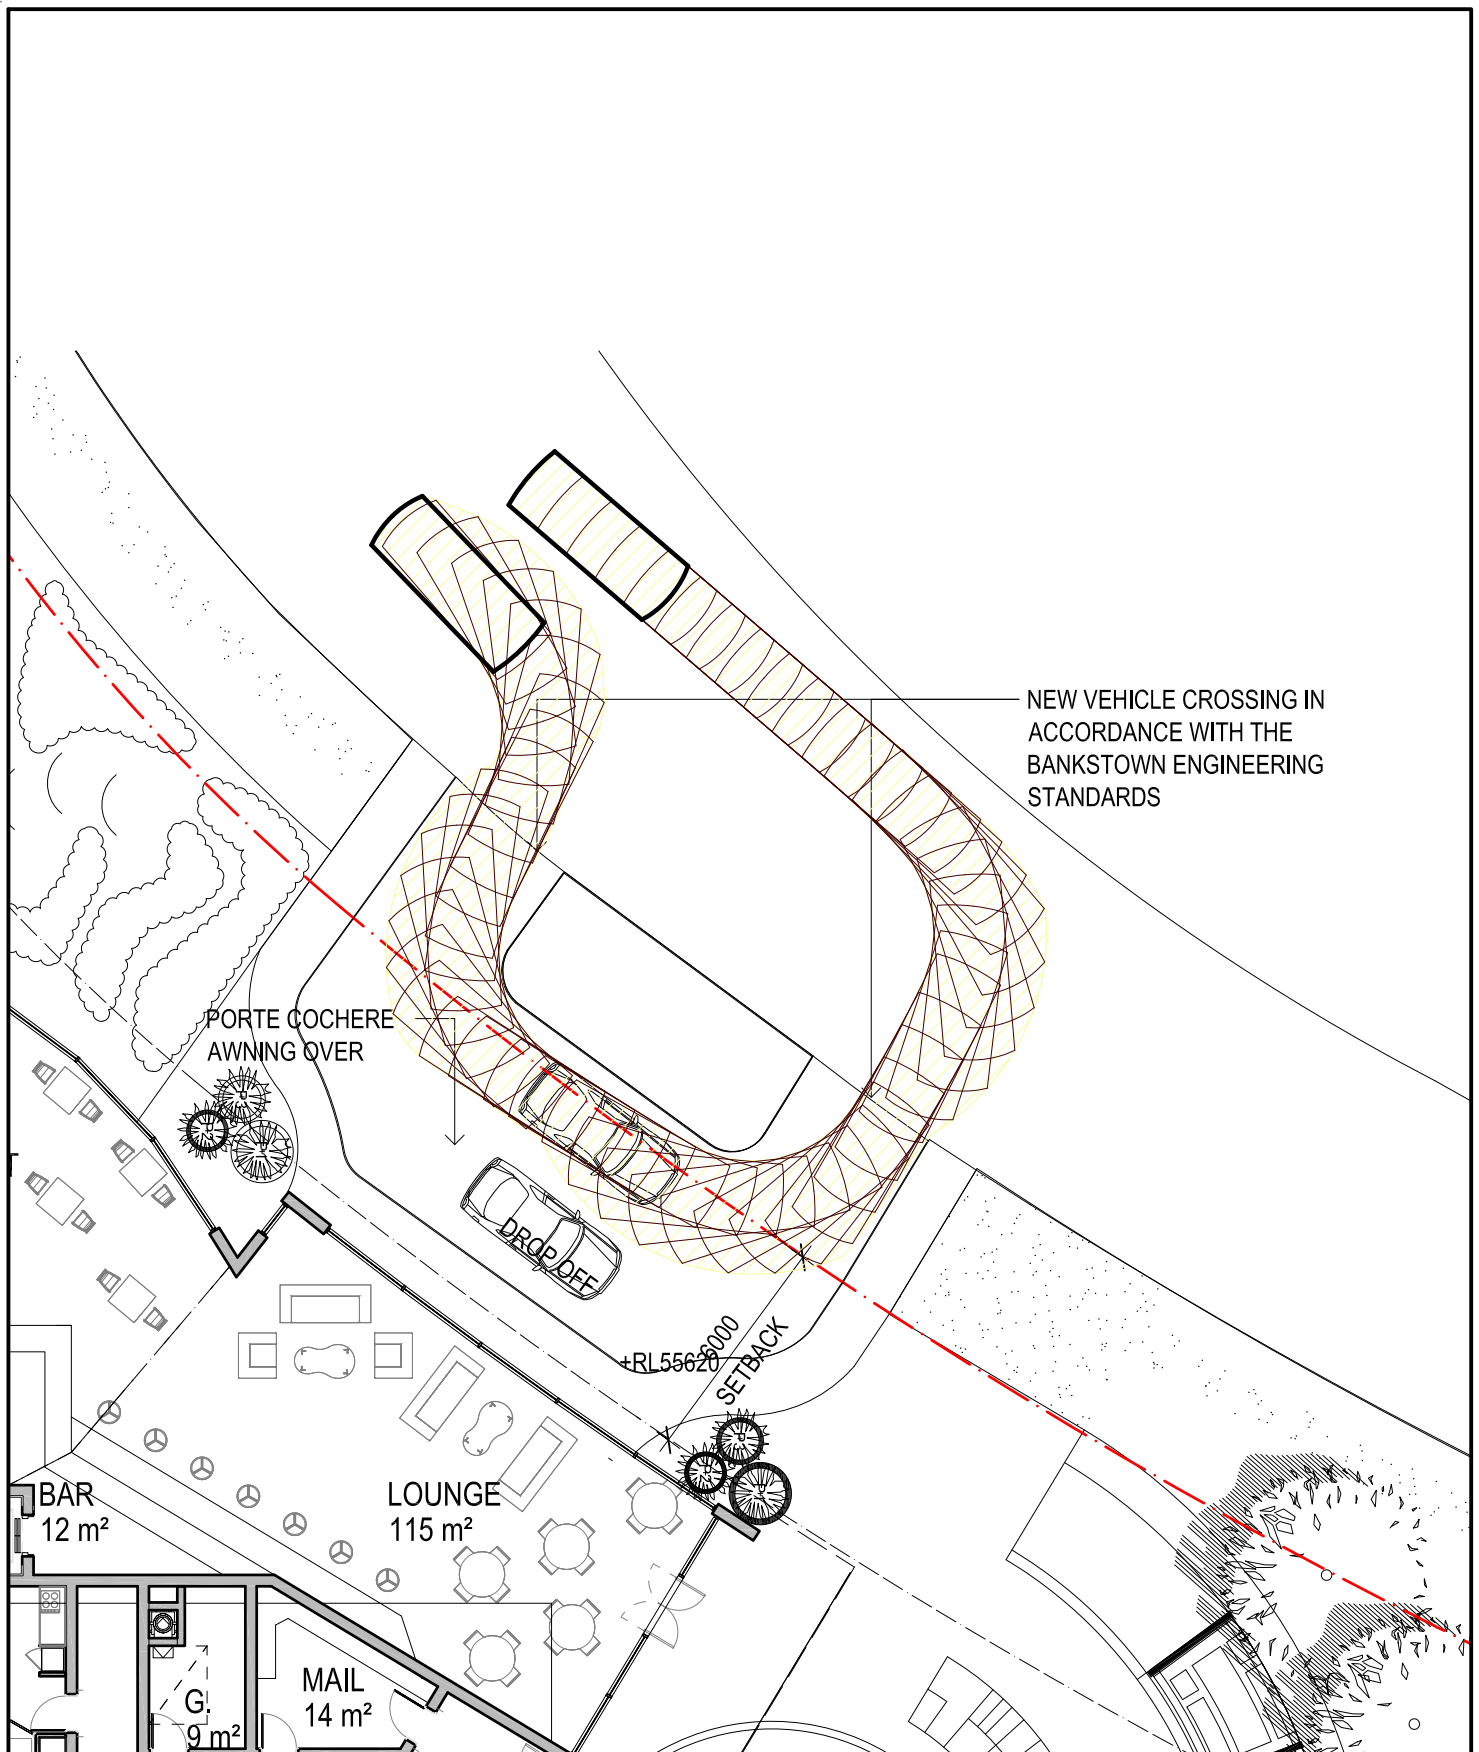 NEW VEHICLE CROSSING IN
ACCORDANCE WITH THE
BANKSTOWN ENGINEERING
STANDARDS
PORTE COCHERE
AWNING OVER
DROP OFF
+RL55620
6000
SETBACK
BAR
12 m²
LOUNGE
115 m²
MAIL
14 m²
G.
9 m²